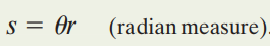 s = θr (radian measure).